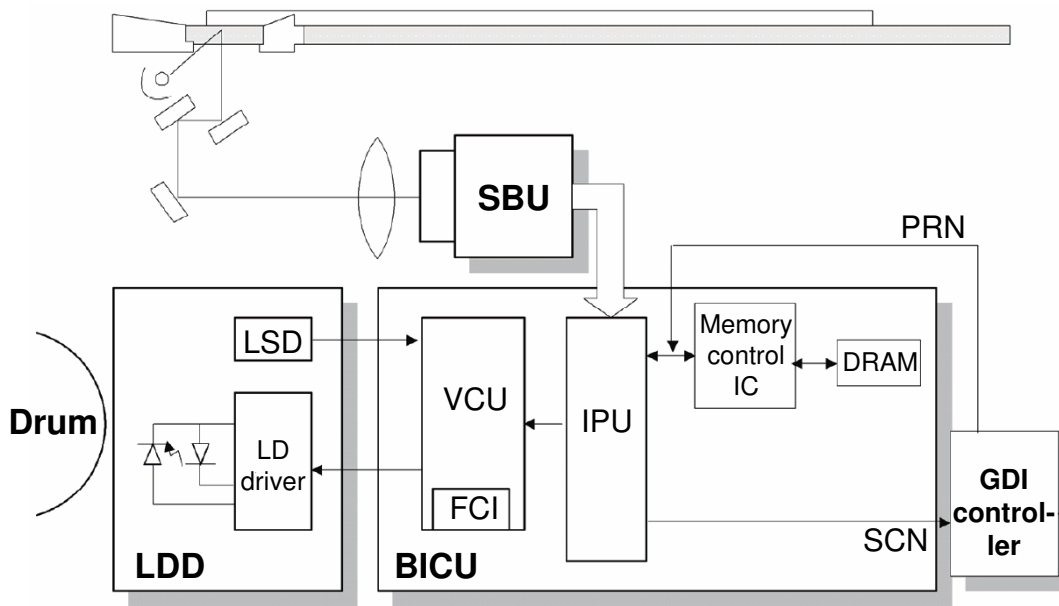 SBU
PRN
LSD
VCU
IPU
Memory
control
IC
DRAM
Drum
LD
driver
FCI
GDI
control-
ler
SCN
LDD
BICU